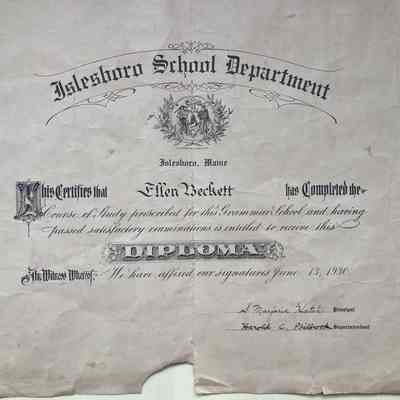 Islesboro School Department
Islesboro, Maine
This Certifies that Ellen Beckett has Completed the
Course of Study prescribed for this Grammar School and having
passed satisfactory examinations is entitled to receive this
DIPLOMA
In Witness Whereof, We have affixed our signatures June 13, 1930.
S. Marjorie Principal
Harold C. Superintendent